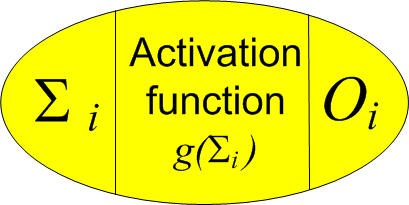 Σ i
Activation
function
g(Σi)
Oi